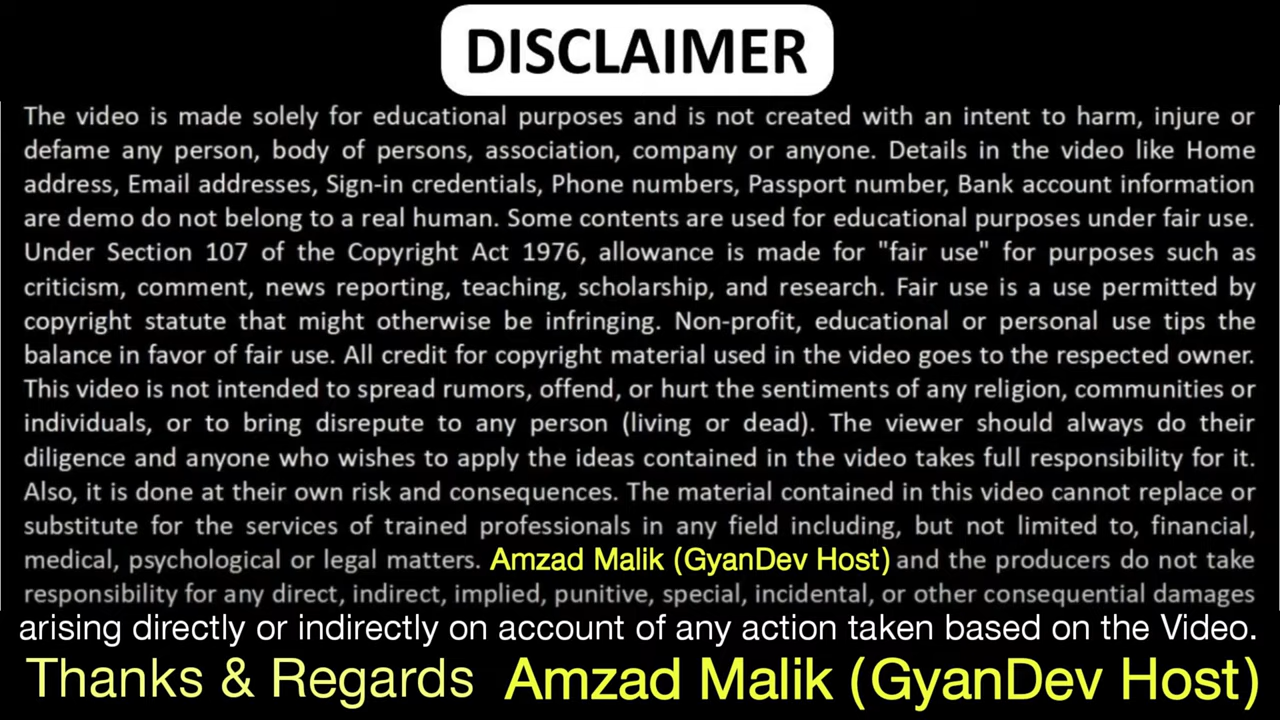 DISCLAIMER
The video is made solely for educational purposes and is not created with an intent to harm, injure or
defame any person, body of persons, association, company or anyone. Details in the video like Home
address, Email addresses, Sign-in credentials, Phone numbers, Passport number, Bank account information
are demo do not belong to a real human. Some contents are used for educational purposes under fair use.
Under Section 107 of the Copyright Act 1976, allowance is made for "fair use" for purposes such as
criticism, comment, news reporting, teaching, scholarship, and research. Fair use is a use permitted by
copyright statute that might otherwise be infringing. Non-profit, educational or personal use tips the
balance in favor of fair use. All credit for copyright material used in the video goes to the respected owner.
This video is not intended to spread rumors, offend, or hurt the sentiments of any religion, communities or
individuals, or to bring disrepute to any person (living or dead). The viewer should always do their
diligence and anyone who wishes to apply the ideas contained in the video takes full responsibility for it.
Also, it is done at their own risk and consequences. The material contained in this video cannot replace or
substitute for the services of trained professionals in any field including, but not limited to, financial,
medical, psychological or legal matters. Amzad Malik (GyanDev Host) and the producers do not take
responsibility for any direct, indirect, implied, punitive, special, incidental, or other consequential damages
arising directly or indirectly on account of any action taken based on the Video.
Thanks & Regards Amzad Malik (GyanDev Host)